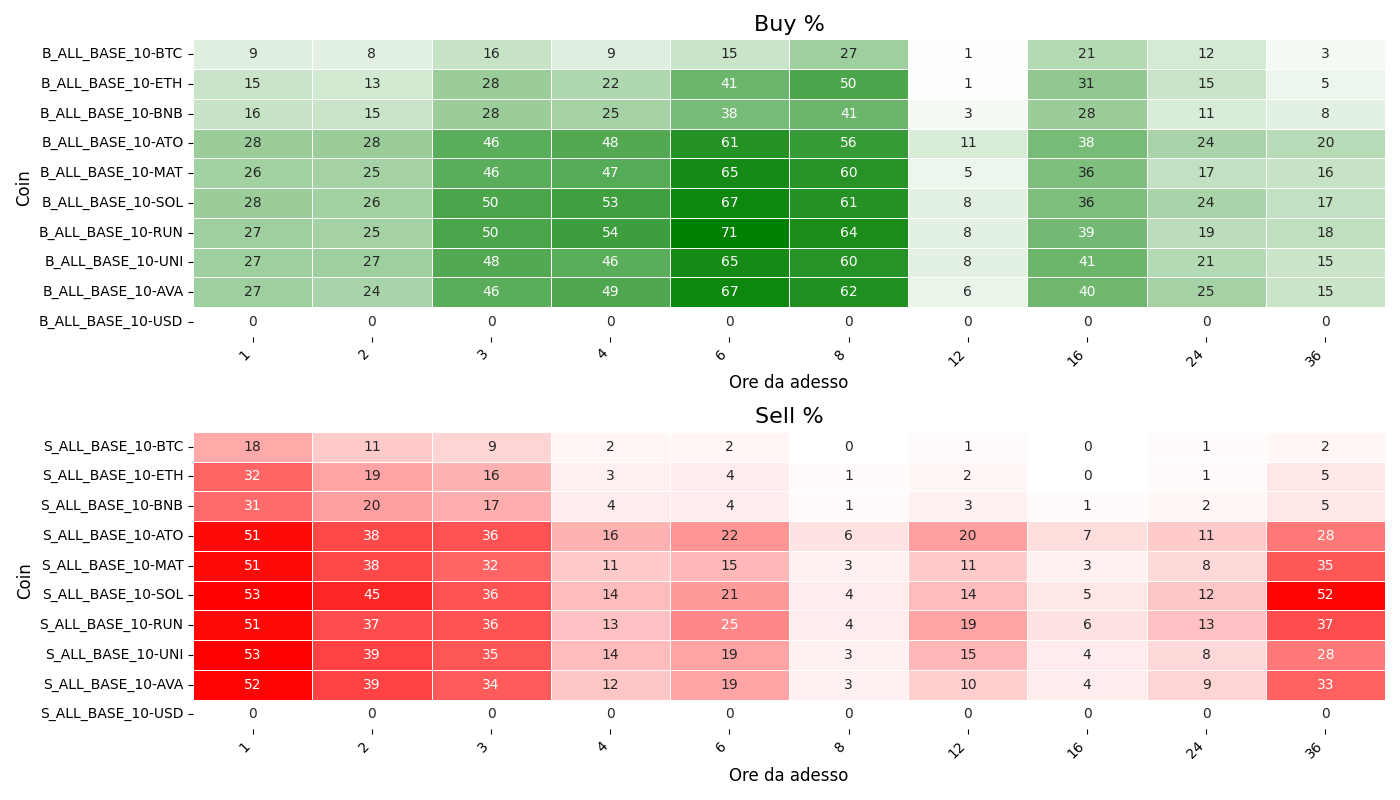 Buy %
Coin
B_ALL_BASE_10-BTC 9 8 16 9 15 27 1 21 12 3
B_ALL_BASE_10-ETH 15 13 28 22 41 50 1 31 15 5
B_ALL_BASE_10-BNB 16 15 28 25 38 41 3 28 11 8
B_ALL_BASE_10-ATO 28 28 46 48 61 56 11 38 24 20
B_ALL_BASE_10-MAT 26 25 46 47 65 60 5 36 17 16
B_ALL_BASE_10-SOL 28 26 50 53 67 61 8 36 24 17
B_ALL_BASE_10-RUN 27 25 50 54 71 64 8 39 19 18
B_ALL_BASE_10-UNI 27 27 48 46 65 60 8 41 21 15
B_ALL_BASE_10-AVA 27 24 46 49 67 62 6 40 25 15
B_ALL_BASE_10-USD 0 0 0 0 0 0 0 0 0 0
1 2 3 4 6 8 12 16 24 36
Ore da adesso
Sell %
Coin
S_ALL_BASE_10-BTC 18 11 9 2 2 0 1 0 1 2
S_ALL_BASE_10-ETH 32 19 16 3 4 1 2 0 1 5
S_ALL_BASE_10-BNB 31 20 17 4 4 1 3 1 2 5
S_ALL_BASE_10-ATO 51 38 36 16 22 6 20 7 11 28
S_ALL_BASE_10-MAT 51 38 32 11 15 3 11 3 8 35
S_ALL_BASE_10-SOL 53 45 36 14 21 4 14 5 12 52
S_ALL_BASE_10-RUN 51 37 36 13 25 4 19 6 13 37
S_ALL_BASE_10-UNI 53 39 35 14 19 3 15 4 8 28
S_ALL_BASE_10-AVA 52 39 34 12 19 3 10 4 9 33
S_ALL_BASE_10-USD 0 0 0 0 0 0 0 0 0 0
1 2 3 4 6 8 12 16 24 36
Ore da adesso